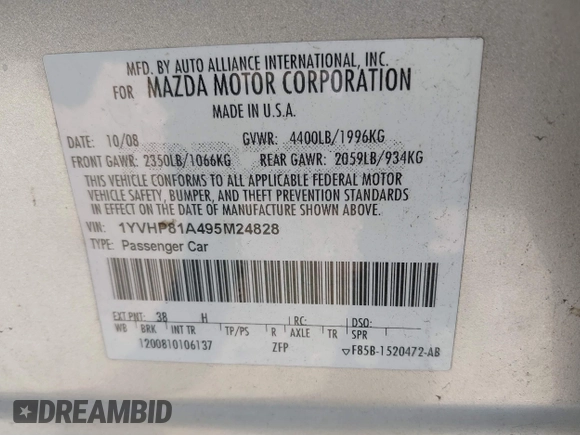 MFD. BY AUTO ALLIANCE INTERNATIONAL, INC.
FOR MAZDA MOTOR CORPORATION
MADE IN U.S.A.
DATE: 10/08 GVWR: 4400LB/1996KG
FRONT GAWR: 2350LB/1066KG REAR GAWR: 2059LB/934KG
THIS VEHICLE CONFORMS TO ALL APPLICABLE FEDERAL MOTOR
VEHICLE SAFETY, BUMPER, AND THEFT PREVENTION STANDARDS
IN EFFECT ON THE DATE OF MANUFACTURE SHOWN ABOVE.
VIN: 1YVHP81A495M24828
TYPE: Passenger Car
EXT PNT: 38 H RC: DSO:
WB BRK INT TR TP/PS R AXLE TR SPR
1200810106137 ZFP ▽F85B-1520472-AB
DREAMBID